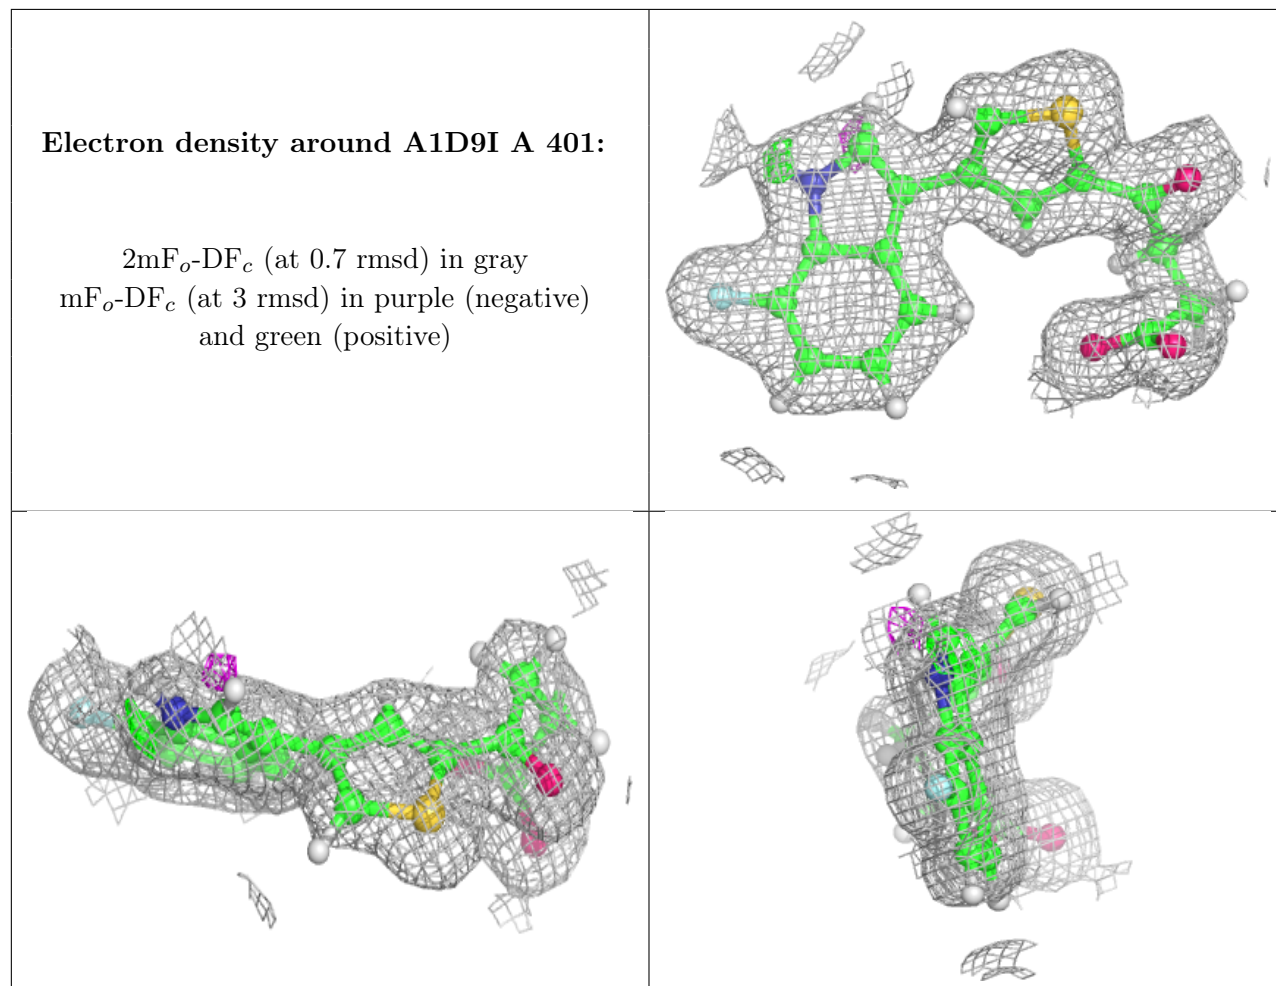 Electron density around A1D9I A 401:
2mFo-DFc (at 0.7 rmsd) in gray
mFo-DFc (at 3 rmsd) in purple (negative)
and green (positive)